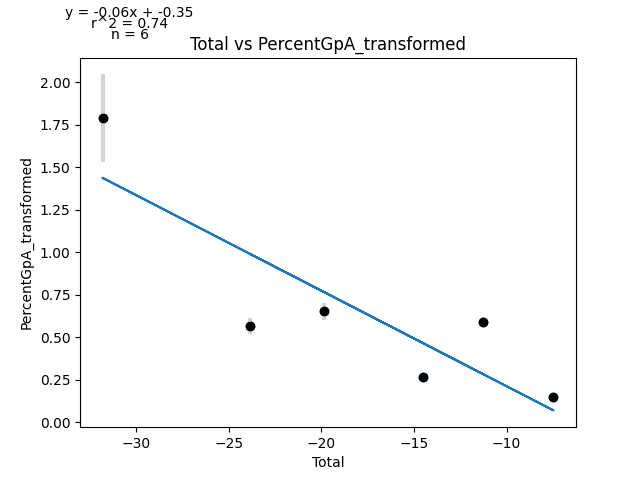 y = -0.06x + -0.35
r^2 = 0.74
n = 6
Total vs PercentGpA_transformed
PercentGpA_transformed
2.00
1.75
1.50
1.25
1.00
0.75
0.50
0.25
0.00
−30 −25 −20 −15 −10
Total